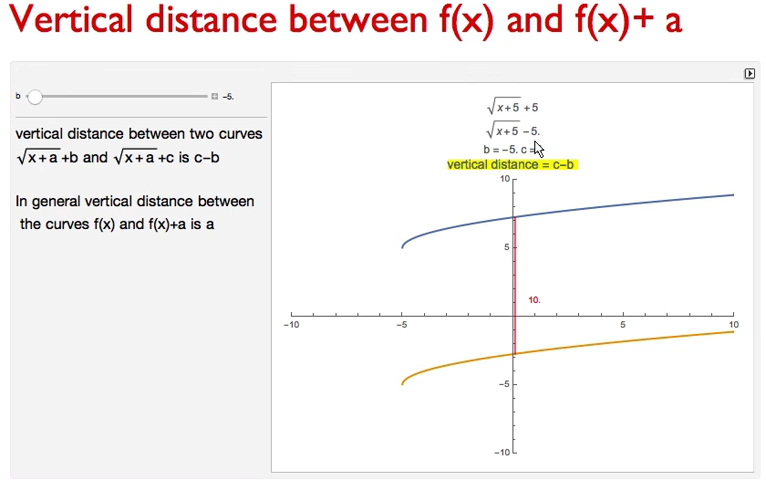 Vertical distance between f(x) and f(x)+ a
b -5.
vertical distance between two curves
√x+a +b and √x+a +c is c-b
In general vertical distance between
the curves f(x) and f(x)+a is a
√x+5 +5
√x+5 -5.
b = -5. c =
vertical distance = c-b
10
5
10.
-10 -5 5 10
-5
-10